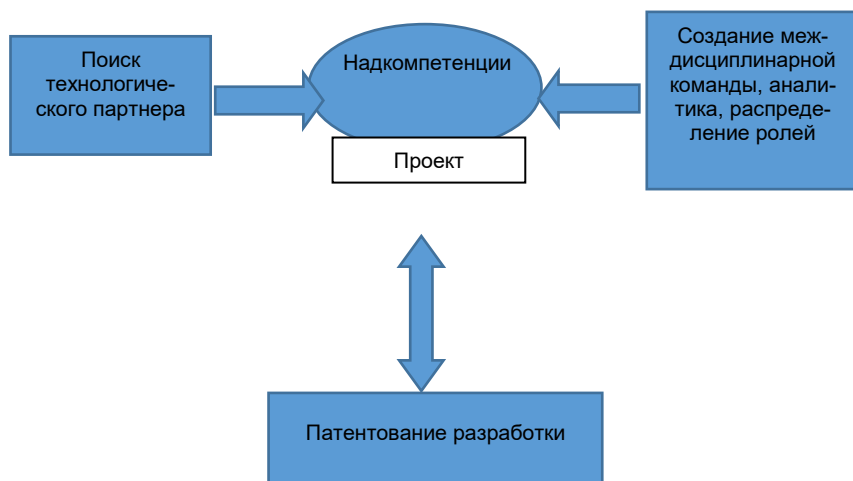 Поиск
технологиче-
ского партнера
Надкомпетенции
Создание меж-
дисциплинарной
команды, анали-
тика, распреде-
ление ролей
Проект
Патентование разработки